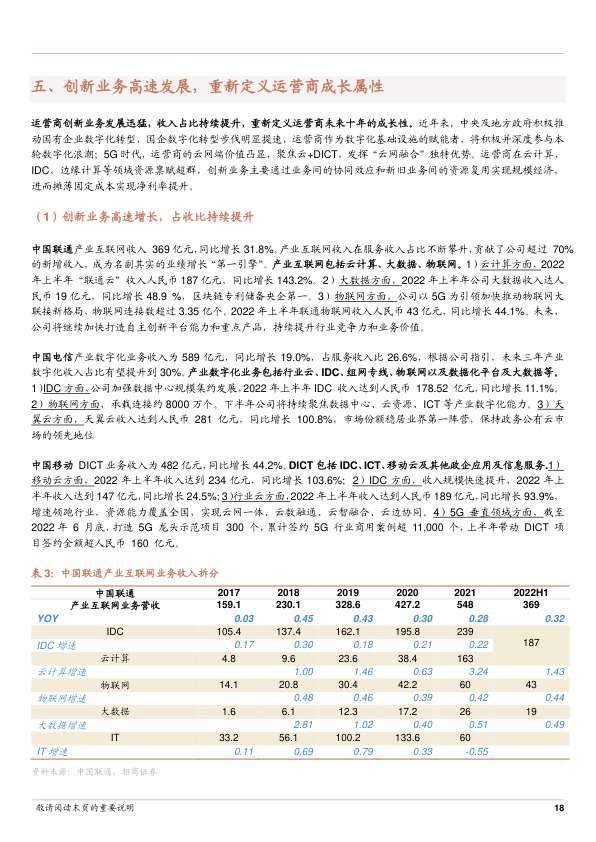 五、创新业务高速发展，重新定义运营商成长属性
运营商创新业务发展迅猛，收入占比持续提升，重新定义运营商未来十年的成长性。近年来，中央及地方政府积极推
动国有企业数字化转型，国企数字化转型步伐明显提速，运营商作为数字化基础设施的赋能者，将积极并深度参与本
轮数字化浪潮；5G 时代，运营商的云网端价值凸显，聚焦云+DICT，发挥“云网融合”独特优势。运营商在云计算、
IDC、边缘计算等领域资源禀赋超群，创新业务主要通过业务间的协同效应和新旧业务间的资源复用实现规模经济，
进而摊薄固定成本实现净利率提升。
（1）创新业务高速增长，占收比持续提升
中国联通产业互联网收入 369 亿元，同比增长 31.8%。产业互联网收入在服务收入占比不断攀升，贡献了公司超过 70%
的新增收入，成为名副其实的业绩增长“第一引擎”。产业互联网包括云计算、大数据、物联网。1）云计算方面，2022
年上半年“联通云”收入人民币 187 亿元，同比增长 143.2%。2）大数据方面，2022 年上半年公司大数据收入达人
民币 19 亿元，同比增长 48.9 %，区块链专利储备央企第一。3）物联网方面，公司以 5G 为引领加快推动物联网大
联接新格局，物联网连接数超过 3.35 亿个。2022 年上半年联通物联网收入人民币 43 亿元，同比增长 44.1%。未来，
公司将继续加快打造自主创新平台能力和重点产品，持续提升行业竞争力和业务价值。
中国电信产业数字化业务收入为 589 亿元，同比增长 19.0%，占服务收比 26.6%，根据公司指引，未来三年产业
数字化收入占比有望提升到 30%。产业数字化业务包括行业云、IDC、组网专线、物联网以及数据化平台及大数据等。
1）IDC 方面，公司加强数据中心规模集约发展，2022 年上半年 IDC 收入达到人民币 178.52 亿元，同比增长 11.1%。
2）物联网方面，承载连接约 8000 万个。下半年公司将持续聚焦数据中心、云资源、ICT 等产业数字化能力。3）天
翼云方面，天翼云收入达到人民币 281 亿元，同比增长 100.8%，市场份额稳居业界第一阵营，保持政务公有云市
场的领先地位
中国移动 DICT 业务收入为 482 亿元，同比增长 44.2%。DICT 包括 IDC、ICT、移动云及其他政企应用及信息服务。1）
移动云方面，2022 年上半年收入达到 234 亿元，同比增长 103.6%；2）IDC 方面，收入规模快速提升，2022 年上
半年收入达到 147 亿元，同比增长 24.5%；3）行业云方面，2022 年上半年收入达到人民币 189 亿元，同比增长 93.9%，
增速领跑行业，资源能力覆盖全国，实现云网一体、云数融通、云智融合、云边协同。4）5G 垂直领域方面，截至
2022 年 6 月底，打造 5G 龙头示范项目 300 个，累计签约 5G 行业商用案例超 11,000 个，上半年带动 DICT 项
目签约金额超人民币 160 亿元。
表 3：中国联通产业互联网业务收入拆分
中国联通 2017 2018 2019 2020 2021 2022H1
产业互联网业务营收 159.1 230.1 328.6 427.2 548 369
YOY 0.03 0.45 0.43 0.30 0.28 0.32
IDC 105.4 137.4 162.1 195.8 239 187
IDC 增速 0.17 0.30 0.18 0.21 0.22
云计算 4.8 9.6 23.6 38.4 163
云计算增速 1.00 1.46 0.63 3.24 1.43
物联网 14.1 20.8 30.4 42.2 60 43
物联网增速 0.48 0.46 0.39 0.42 0.44
大数据 1.6 6.1 12.3 17.2 26 19
大数据增速 2.81 1.02 0.40 0.51 0.49
IT 33.2 56.1 100.2 133.6 60
IT 增速 0.11 0.69 0.79 0.33 -0.55
资料来源：中国联通、招商证券
敬请阅读末页的重要说明 18